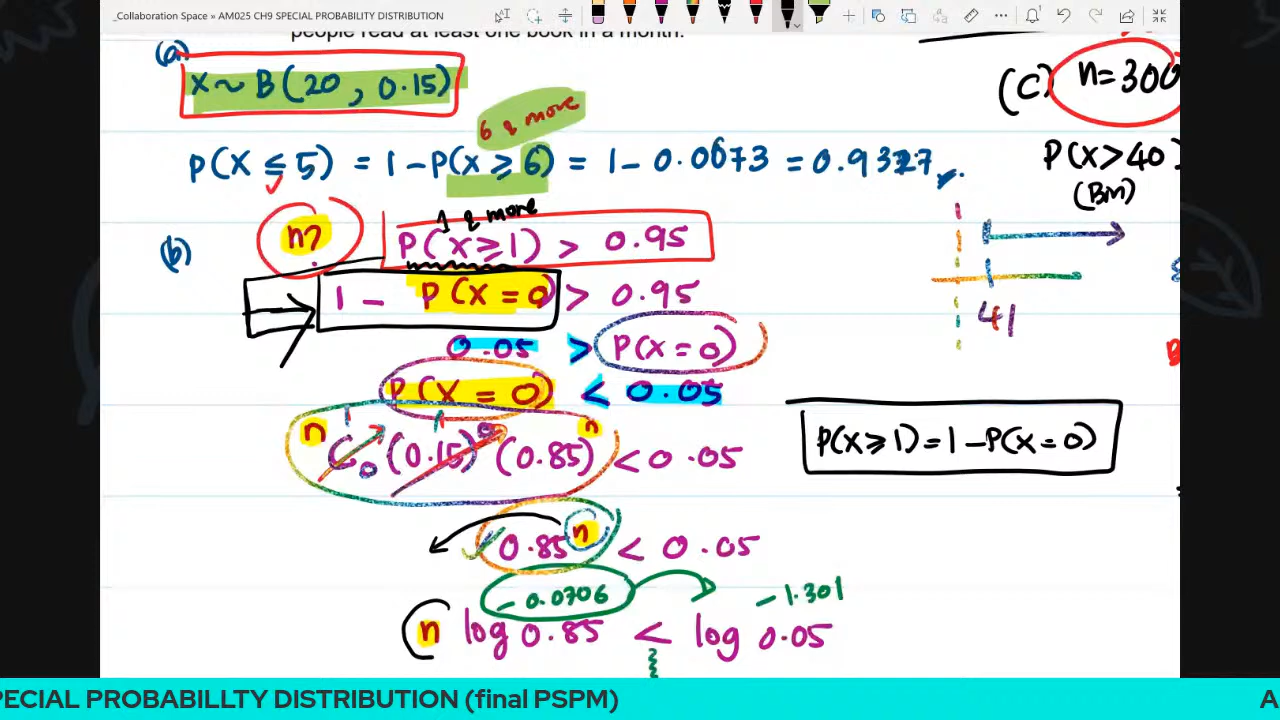 _Collaboration Space » AM025 CH9 SPECIAL PROBABILITY DISTRIBUTION
people read at least one book in a month.
(a)
X ~ B(20, 0.15)
6 & more
P(X ≤ 5) = 1 - P(X ≥ 6) = 1 - 0.0673 = 0.9327
(b)
n?
1 & more
P(X ≥ 1) > 0.95
1 - P(X = 0) > 0.95
0.05 > P(X = 0)
P(X = 0) < 0.05
ⁿC₀ (0.15)⁰ (0.85)ⁿ < 0.05
0.85ⁿ < 0.05
- 0.0706
- 1.301
n log 0.85 < log 0.05
(C) n = 300
P(X > 40)
(BM)
41
P(X ≥ 1) = 1 - P(X = 0)
PECIAL PROBABILLTY DISTRIBUTION (final PSPM)
A